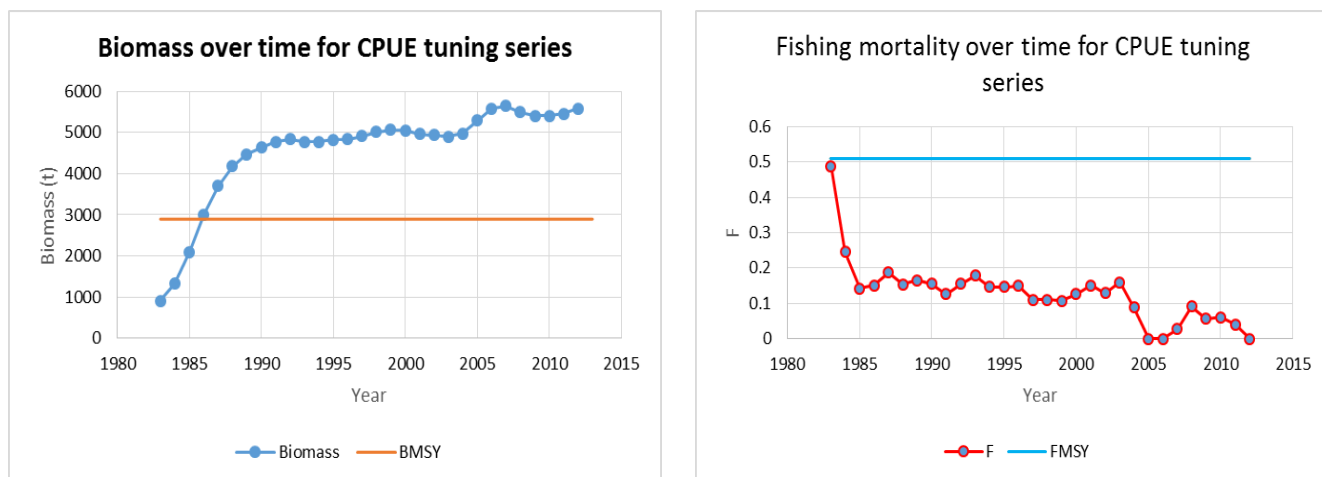 Biomass over time for CPUE tuning series
6000
5000
4000
3000
2000
1000
0
Biomass (t)
1980 1985 1990 1995 2000 2005 2010 2015
Year
Biomass BMSY
Fishing mortality over time for CPUE tuning
series
0.6
0.5
0.4
0.3
0.2
0.1
0
F
1980 1985 1990 1995 2000 2005 2010 2015
Year
F FMSY